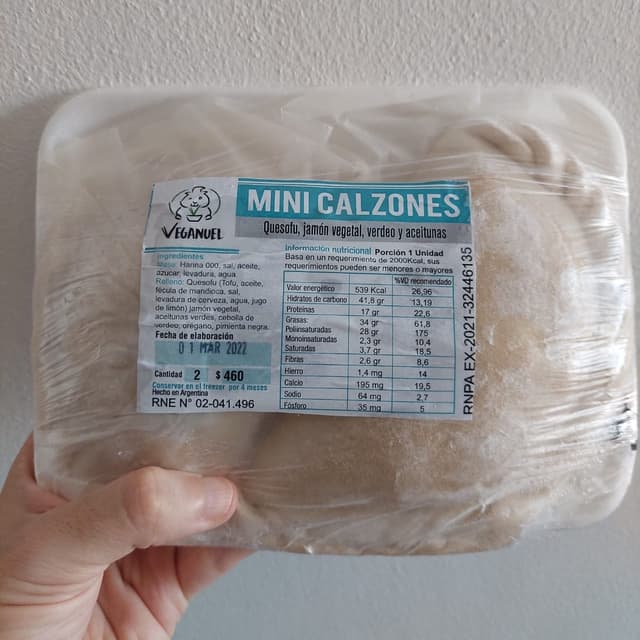 VEGANUEL
MINI CALZONES
Quesofu, jamón vegetal, verdeo y aceitunas
Ingredientes
Masa: Harina 000, sal, aceite,
azucar, levadura, agua.
Relleno: Quesofu (Tofu, aceite,
fecula de mandioca, sal,
levadura de cerveza, agua, jugo
de limón) jamón vegetal,
aceitunas verdes, cebolla de
verdeo, orégano, pimienta negra.
Fecha de elaboración
01 MAR 2022
Cantidad 2 $ 460
Conservar en el freezer por 4 meses
Hecho en Argentina
RNE N° 02-041.496
Información nutricional Porción 1 Unidad
Basa en un requerimiento de 2000Kcal, sus
requerimientos pueden ser menores o mayores
%VD recomendado
Valor energético 539 Kcal 26,96
Hidratos de carbono 41,8 gr 13,19
Proteinas 17 gr 22,6
Grasas: 34 gr 61,8
Poliinsaturadas 28 gr 175
Monoinsaturadas 2,3 gr 10,4
Saturadas 3,7 gr 18,5
Fibras 2,6 gr 8,6
Hierro 1,4 mg 14
Calcio 195 mg 19,5
Sodio 64 mg 2,7
Fósforo 35 mg 5
RNPA EX-2021-32446135